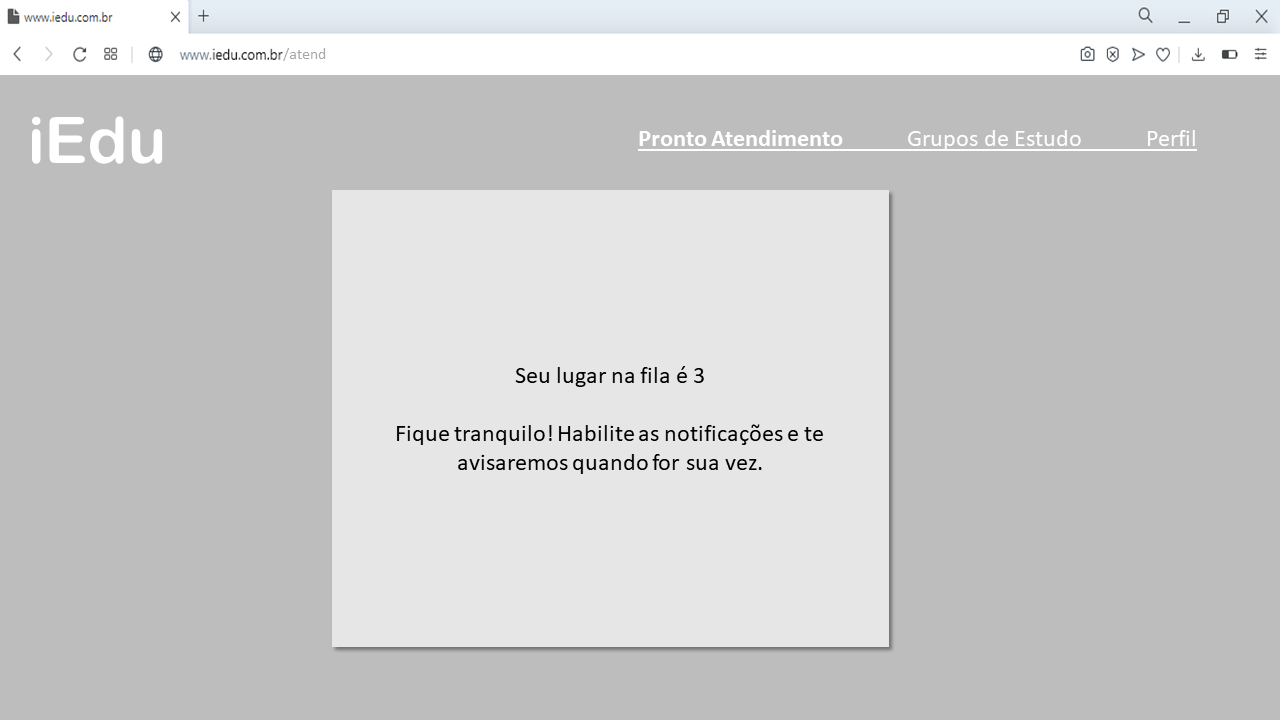 www.iedu.com.br
www.iedu.com.br/atend
iEdu
Pronto Atendimento Grupos de Estudo Perfil
Seu lugar na fila é 3
Fique tranquilo! Habilite as notificações e te
avisaremos quando for sua vez.